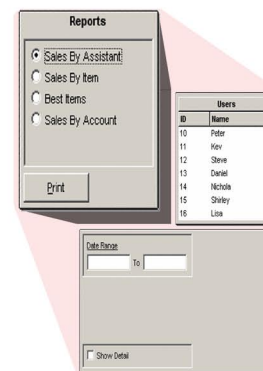 Reports
Sales By Assistant
Sales By Item
Best Items
Sales By Account
Print
Users
ID Name
10 Peter
11 Kev
12 Steve
13 Daniel
14 Nichola
15 Shirley
16 Lisa
Date Range
To
Show Detail